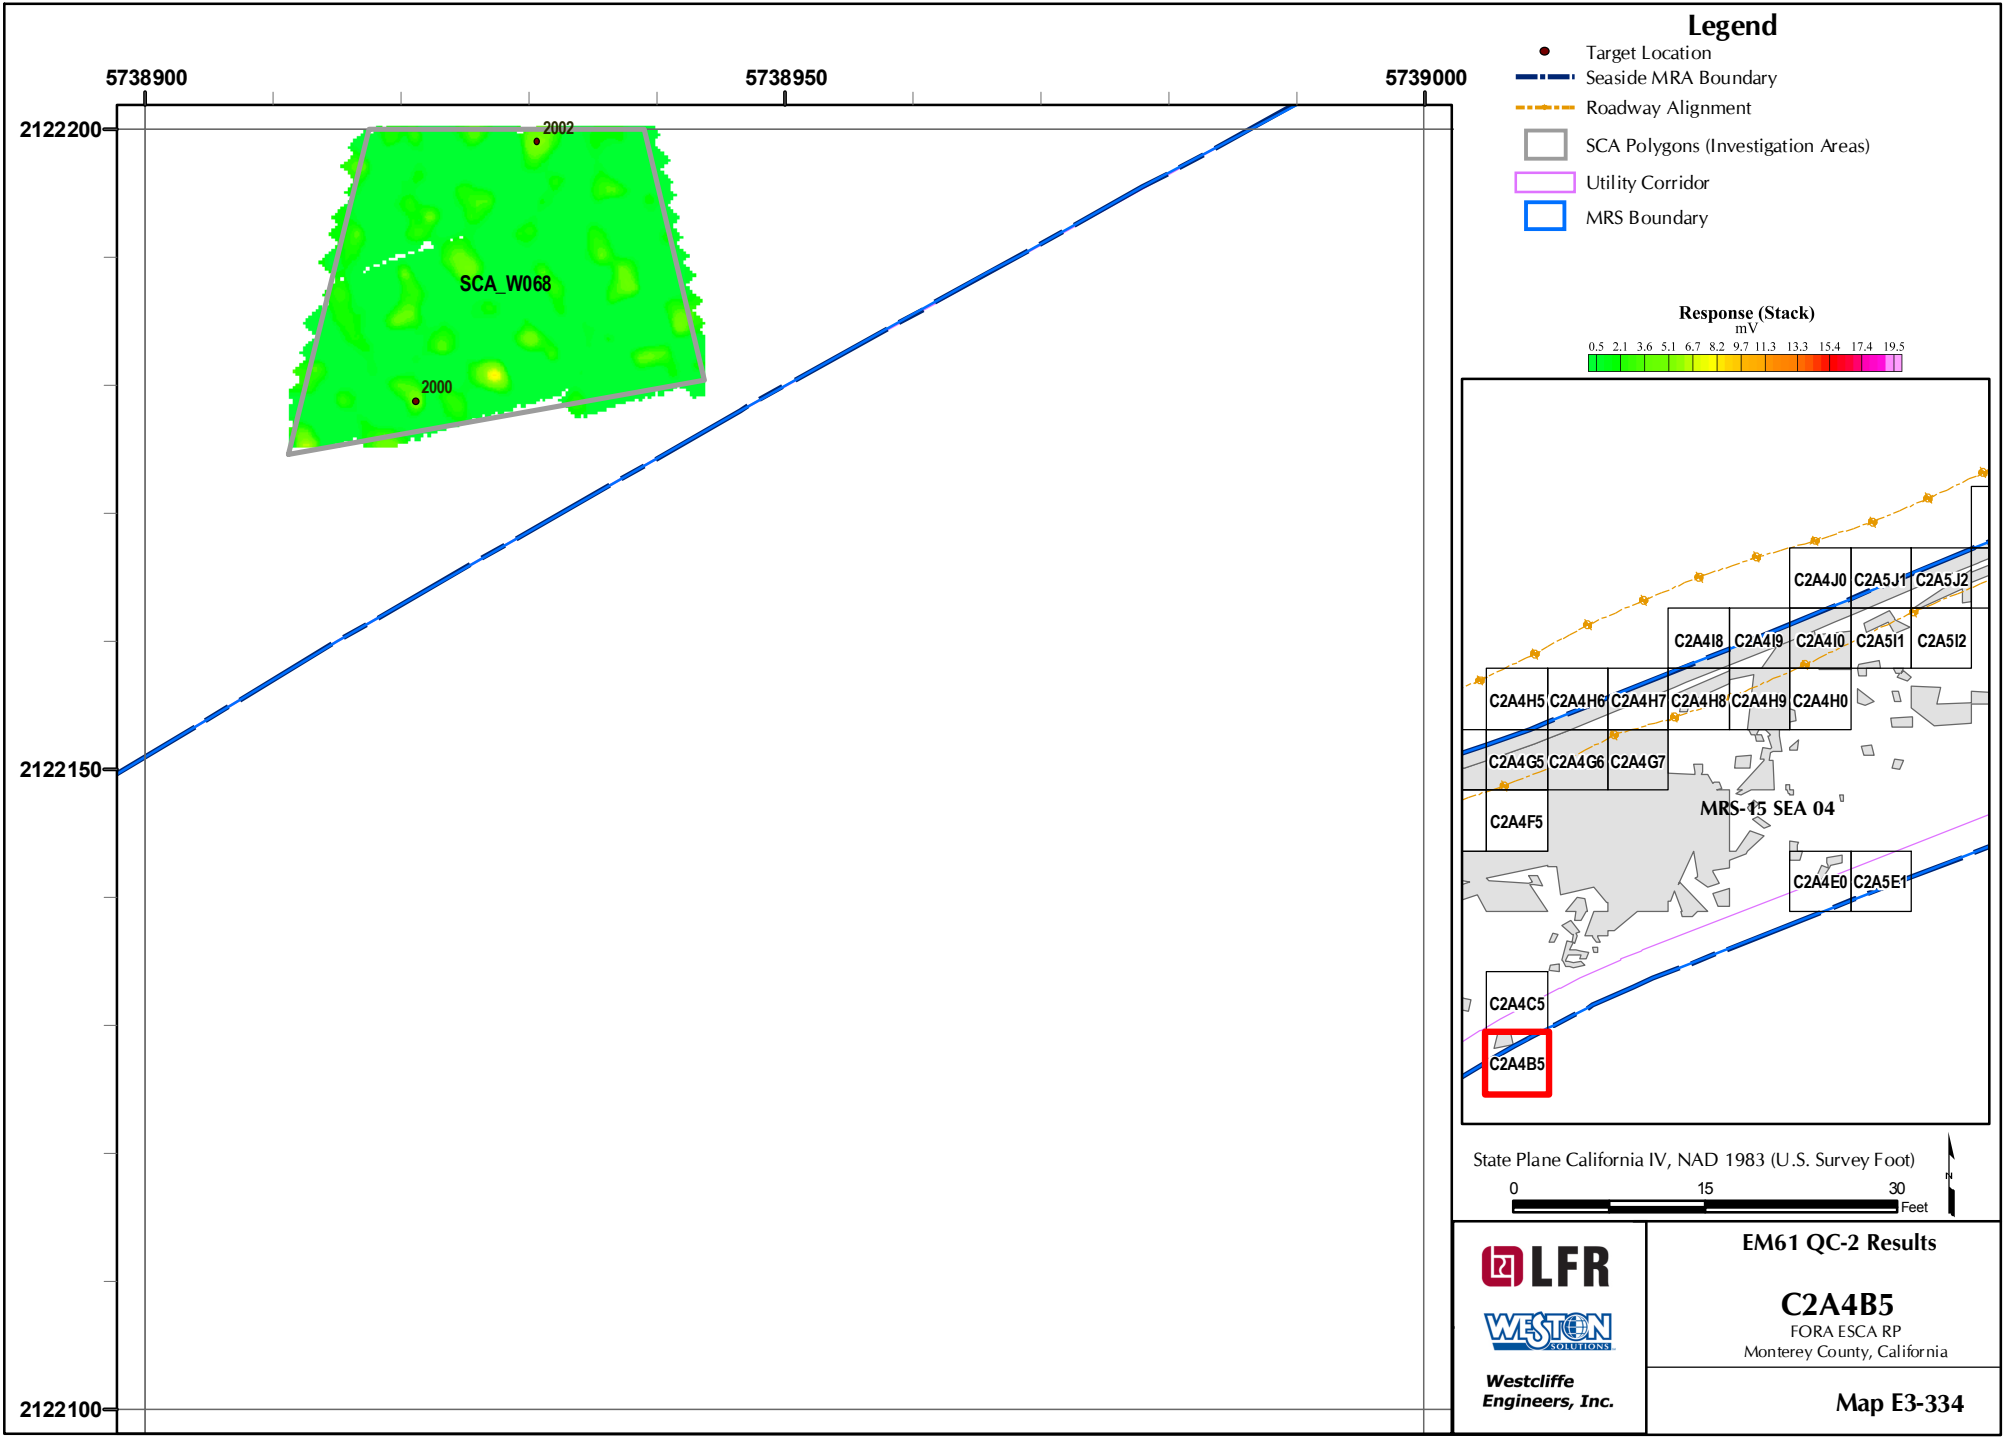 5738900
5738950
5739000
2122200
2122150
2122100
2002
SCA_W068
2000
Legend
Target Location
Seaside MRA Boundary
Roadway Alignment
SCA Polygons (Investigation Areas)
Utility Corridor
MRS Boundary
Response (Stack)
mV
0.5 2.1 3.6 5.1 6.7 8.2 9.7 11.3 13.3 15.4 17.4 19.5
C2A4J0 C2A5J1 C2A5J2
C2A4I8 C2A4I9 C2A4I0 C2A5I1 C2A5I2
C2A4H5 C2A4H6 C2A4H7 C2A4H8 C2A4H9 C2A4H0
C2A4G5 C2A4G6 C2A4G7
MRS-15 SEA 04
C2A4F5
C2A4E0 C2A5E1
C2A4C5
C2A4B5
State Plane California IV, NAD 1983 (U.S. Survey Foot)
N
0 15 30
Feet
LFR
WESTON
SOLUTIONS
Westcliffe
Engineers, Inc.
EM61 QC-2 Results
C2A4B5
FORA ESCA RP
Monterey County, California
Map E3-334